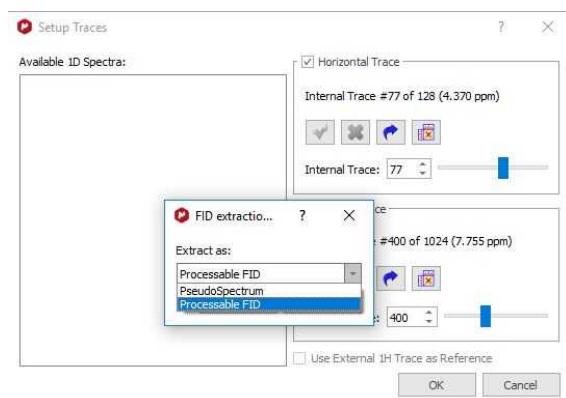 Setup Traces
?
Available 1D Spectra:
Horizontal Trace
Internal Trace #77 of 128 (4.370 ppm)
Internal Trace: 77
FID extractio...
?
ce
#400 of 1024 (7.755 ppm)
Extract as:
Processable FID
PseudoSpectrum
Processable FID
: 400
Use External 1H Trace as Reference
OK
Cancel